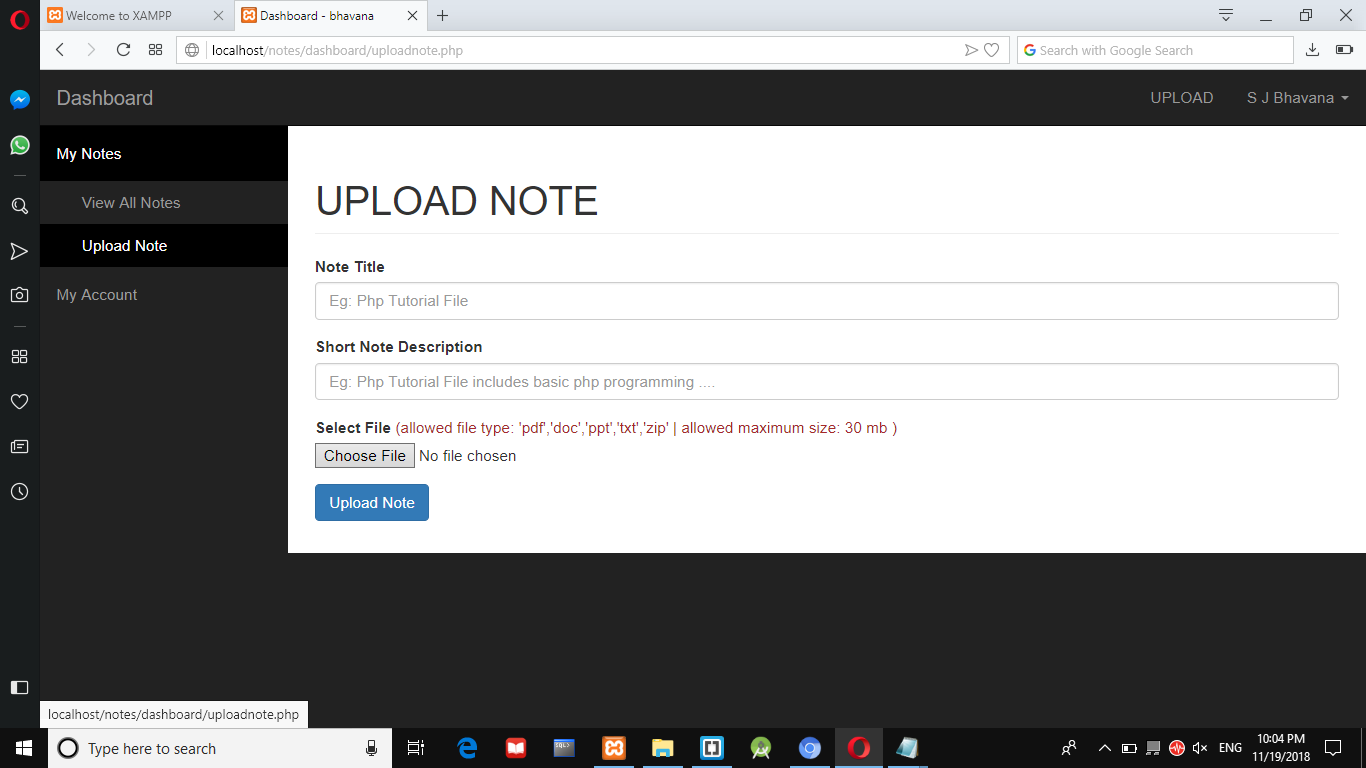 Welcome to XAMPP
Dashboard - bhavana
localhost/notes/dashboard/uploadnote.php
Search with Google Search
Dashboard
UPLOAD
S J Bhavana
My Notes
View All Notes
Upload Note
My Account
UPLOAD NOTE
Note Title
Eg: Php Tutorial File
Short Note Description
Eg: Php Tutorial File includes basic php programming ....
Select File (allowed file type: 'pdf','doc','ppt','txt','zip' | allowed maximum size: 30 mb )
Choose File No file chosen
Upload Note
localhost/notes/dashboard/uploadnote.php
Type here to search
ENG
10:04 PM
11/19/2018